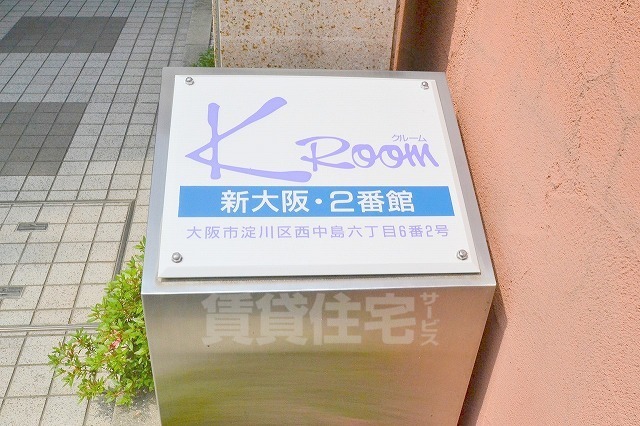 クルーム
K Room
新大阪・2番館
大阪市淀川区西中島六丁目6番2号
賃貸住宅サービス